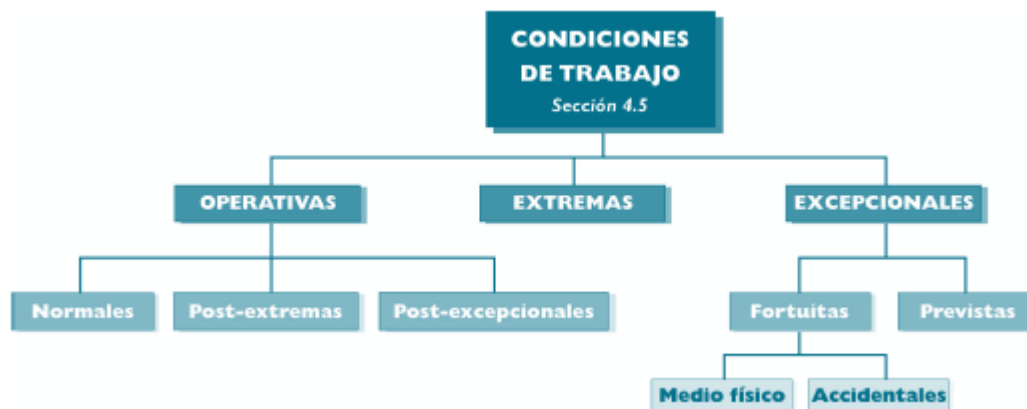 CONDICIONES
DE TRABAJO
Sección 4.5
OPERATIVAS
EXTREMAS
EXCEPCIONALES
Normales
Post-extremas
Post-excepcionales
Fortuitas
Previstas
Medio físico
Accidentales